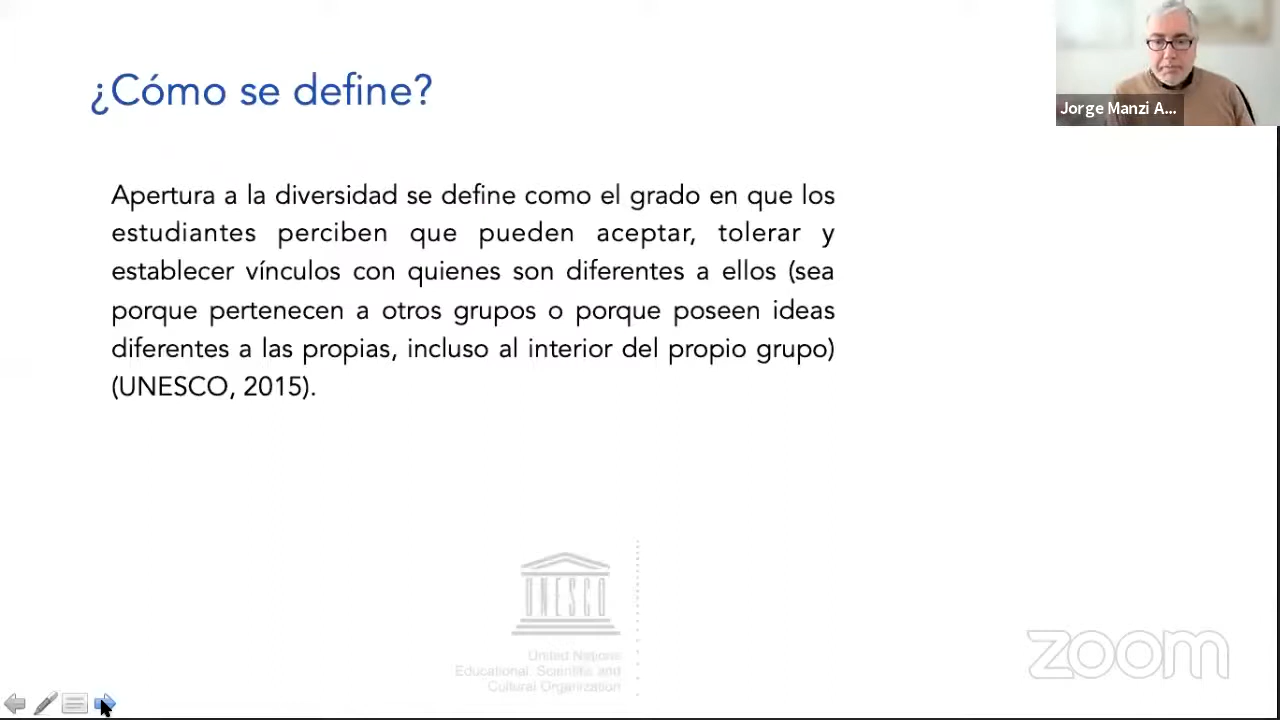 ¿Cómo se define?
Jorge Manzi A...
Apertura a la diversidad se define como el grado en que los
estudiantes perciben que pueden aceptar, tolerar y
establecer vínculos con quienes son diferentes a ellos (sea
porque pertenecen a otros grupos o porque poseen ideas
diferentes a las propias, incluso al interior del propio grupo)
(UNESCO, 2015).
UNESCO
United Nations
Educational, Scientific and
Cultural Organization
zoom